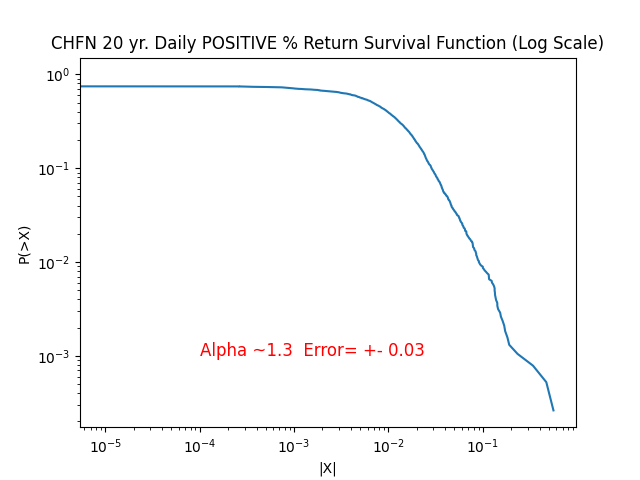 CHFN 20 yr. Daily POSITIVE % Return Survival Function (Log Scale)
10⁰
10⁻¹
10⁻²
10⁻³
P(>X)
Alpha ~1.3  Error= +- 0.03
10⁻⁵ 10⁻⁴ 10⁻³ 10⁻² 10⁻¹
|X|